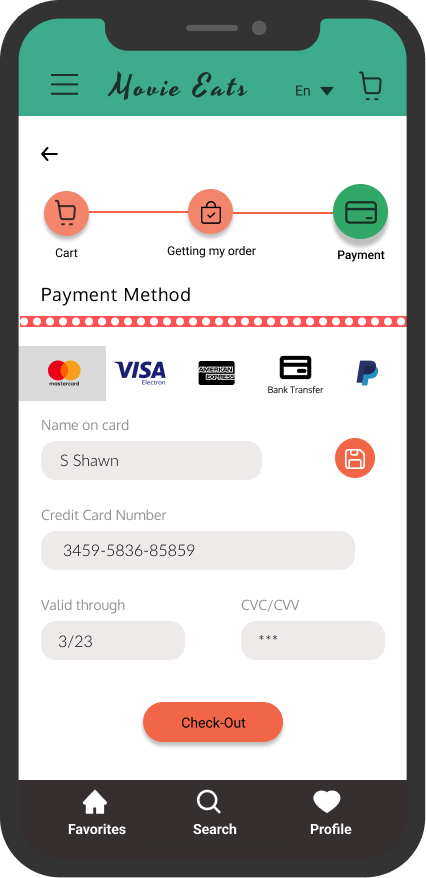 Movie Eats
En
Cart
Getting my order
Payment
Payment Method
mastercard
VISA
Electron
AMERICAN
EXPRESS
Bank Transfer
Name on card
S Shawn
Credit Card Number
3459-5836-85859
Valid through
CVC/CVV
3/23
***
Check-Out
Favorites
Search
Profile